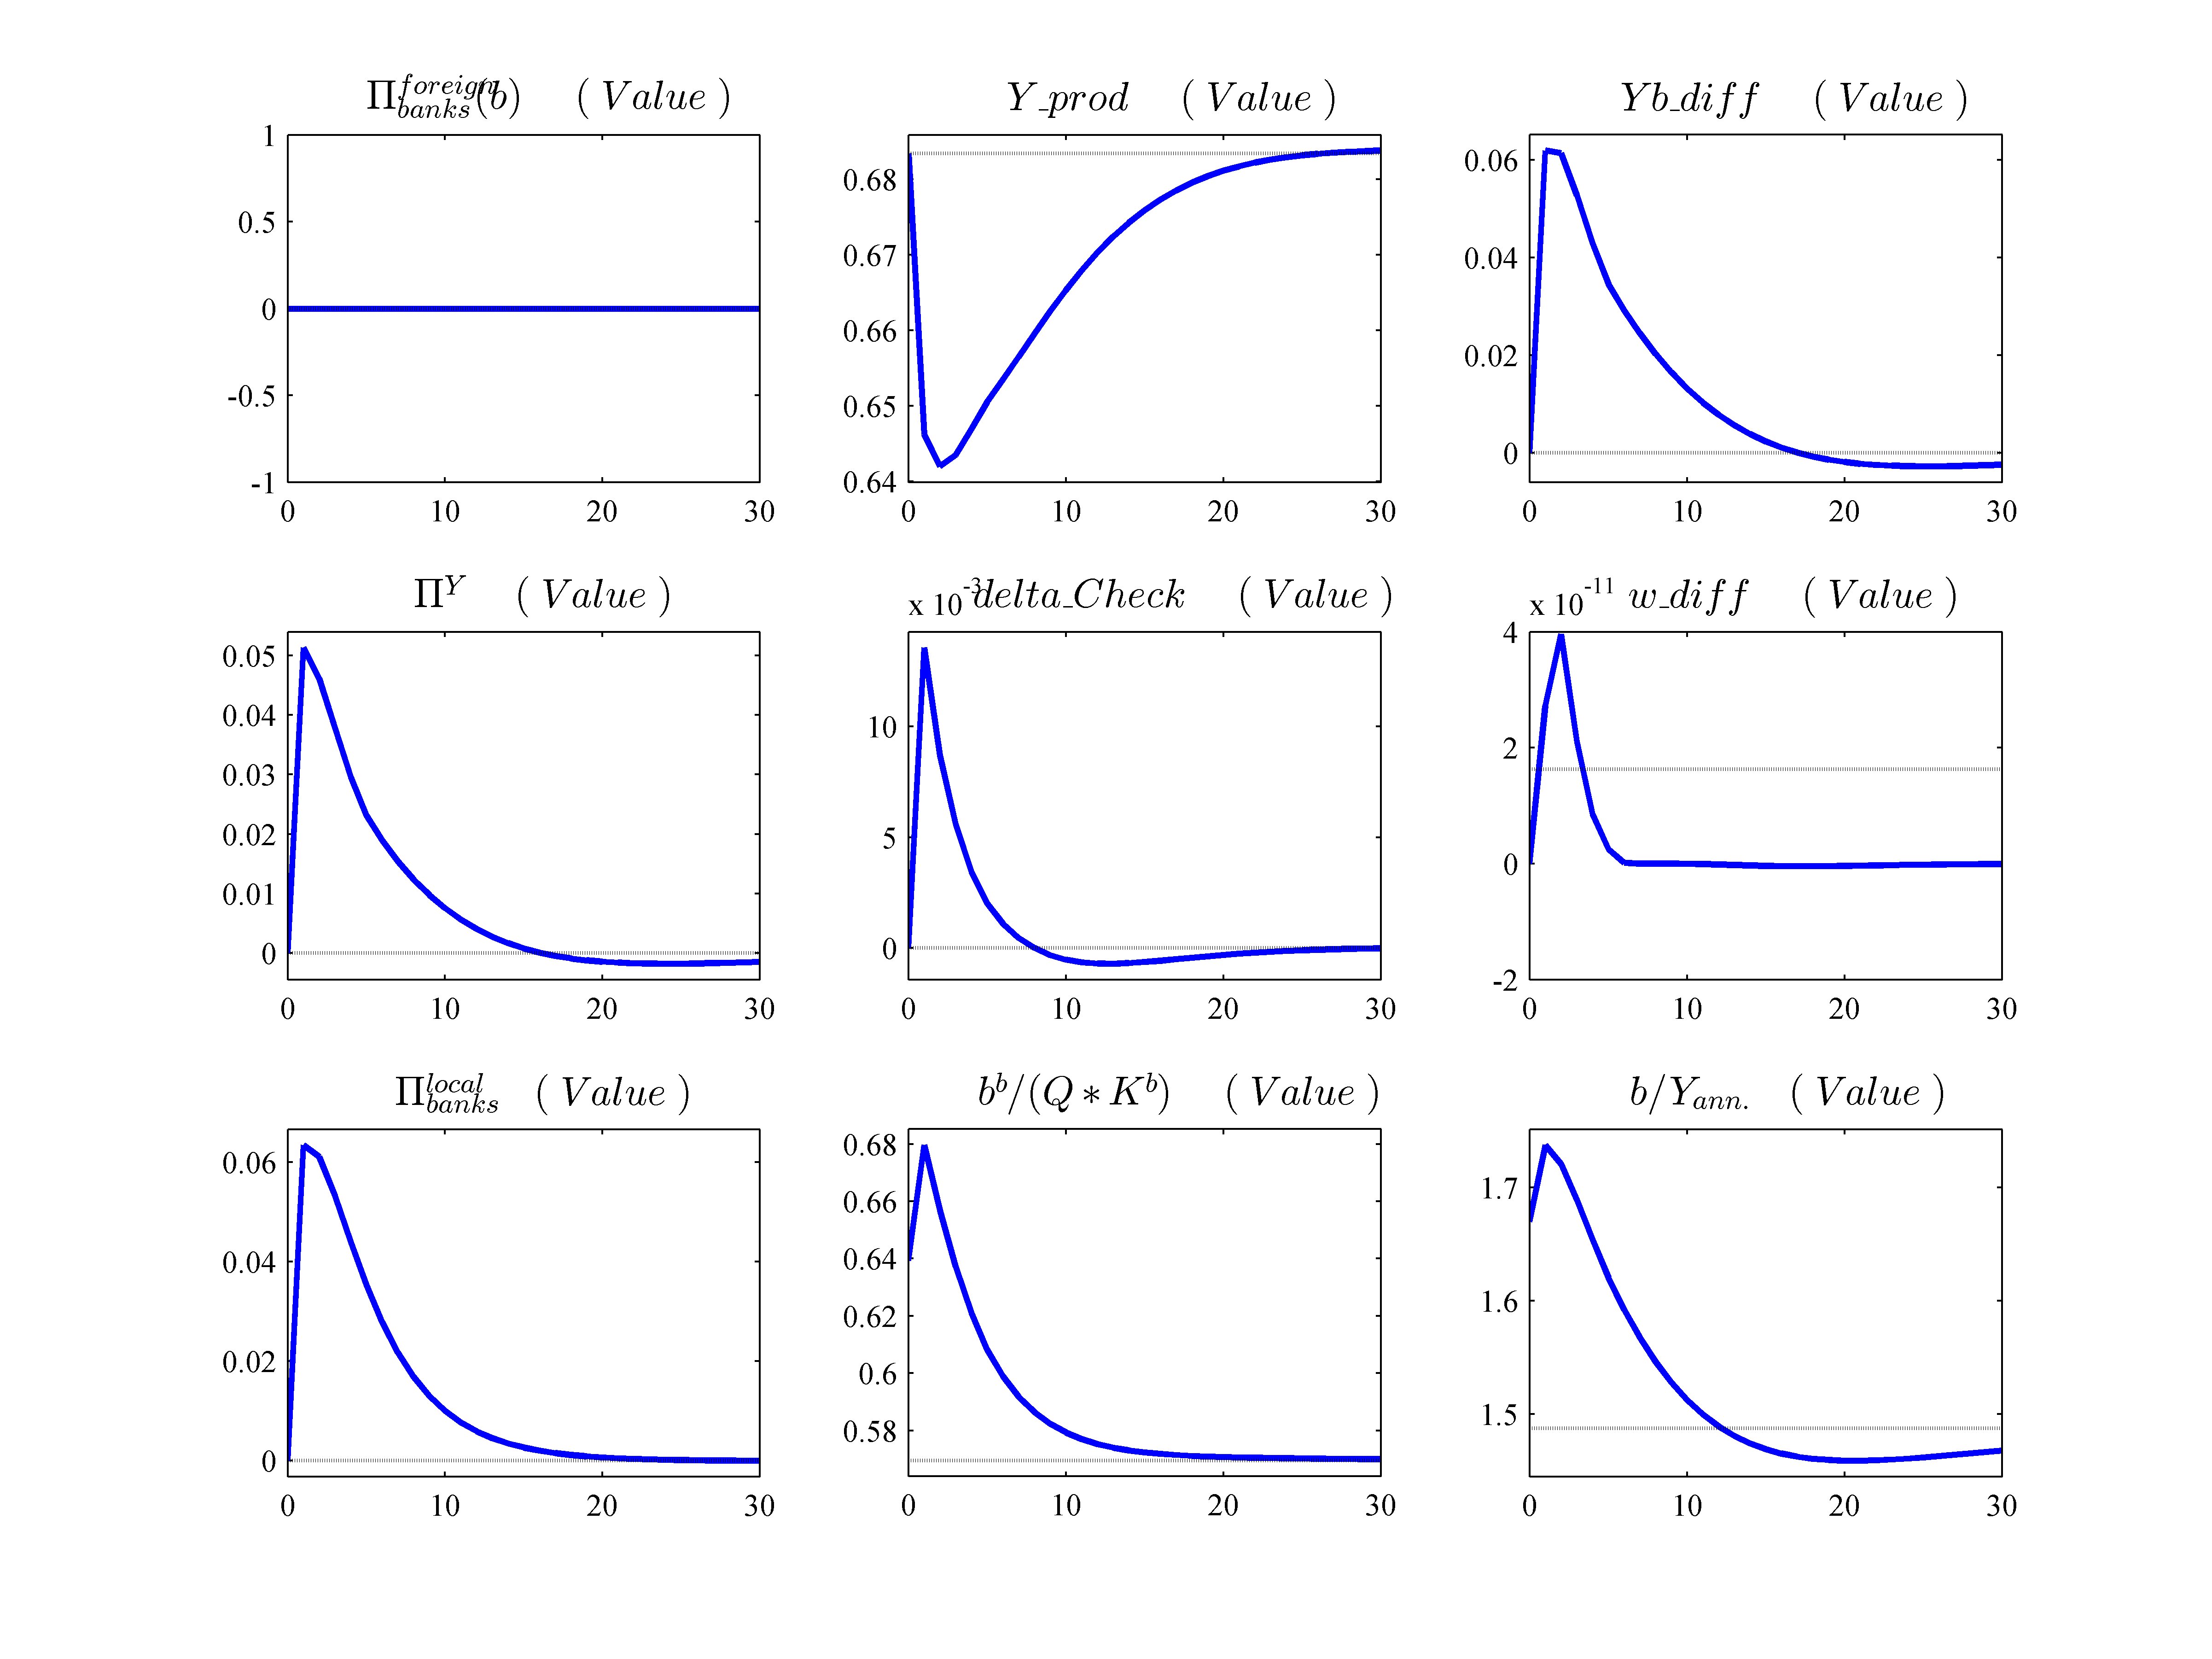 Π^{foreign}_{banks}(b) ( Value )
Y_prod ( Value )
Yb_diff ( Value )
1
0.5
0
-0.5
-1
0 10 20 30
0.68
0.67
0.66
0.65
0.64
0 10 20 30
0.06
0.04
0.02
0
0 10 20 30
Π^Y ( Value )
x 10^{-3} delta_Check ( Value )
x 10^{-11} w_diff ( Value )
0.05
0.04
0.03
0.02
0.01
0
0 10 20 30
10
5
0
0 10 20 30
4
2
0
-2
0 10 20 30
Π^{local}_{banks} ( Value )
b^b/(Q * K^b) ( Value )
b/Y_{ann.} ( Value )
0.06
0.04
0.02
0
0 10 20 30
0.68
0.66
0.64
0.62
0.6
0.58
0 10 20 30
1.7
1.6
1.5
0 10 20 30